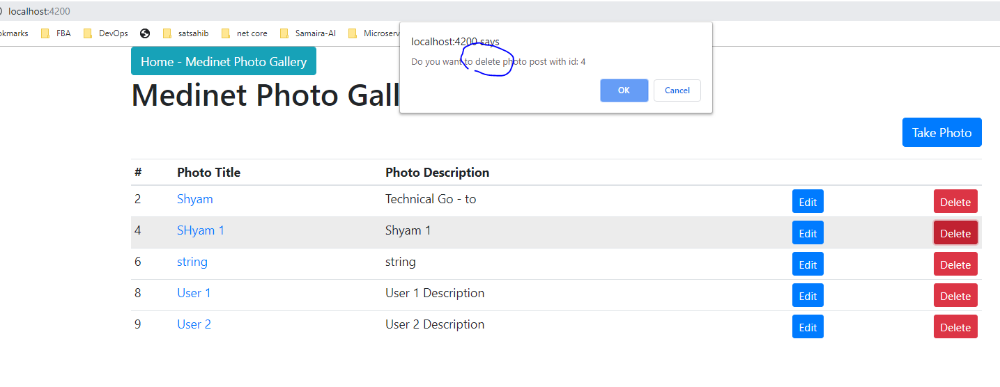 localhost:4200
okmarks FBA DevOps satsahib net core Samaira-AI Microserv
localhost:4200 says
Do you want to delete photo post with id: 4
OK Cancel
Home - Medinet Photo Gallery
Medinet Photo Gall
Take Photo
# Photo Title Photo Description
2 Shyam Technical Go - to Edit Delete
4 SHyam 1 Shyam 1 Edit Delete
6 string string Edit Delete
8 User 1 User 1 Description Edit Delete
9 User 2 User 2 Description Edit Delete